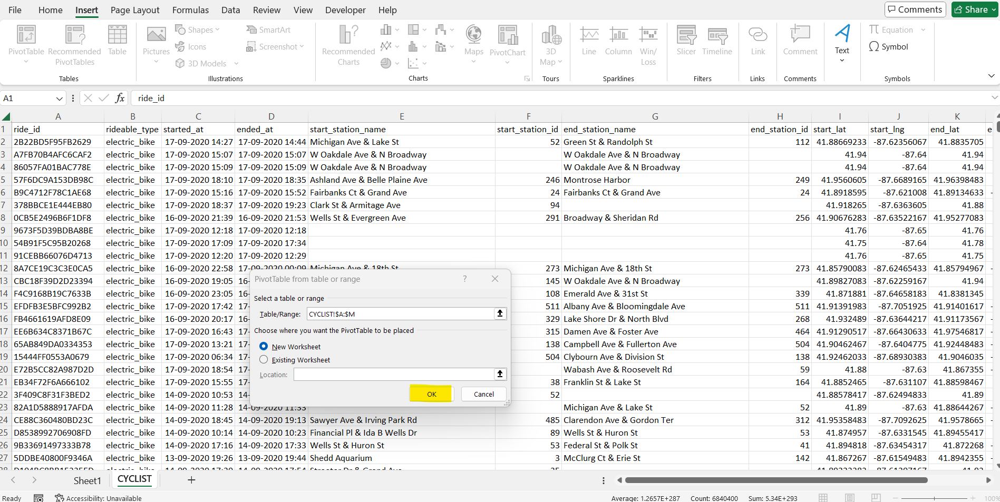 File Home Insert Page Layout Formulas Data Review View Developer Help Comments Share
PivotTable Recommended PivotTables Table
Tables
Pictures Shapes Icons 3D Models SmartArt Screenshot
Illustrations
Recommended Charts Maps PivotChart
Charts
3D Map
Tours
Line Column Win/ Loss
Sparklines
Slicer Timeline
Filters
Link
Links
Comment
Comments
Text
Equation
Symbol
Symbols
A1 fx ride_id
A B C D E F G H I J K
1 ride_id rideable_type started_at ended_at start_station_name start_station_id end_station_name end_station_id start_lat start_lng end_lat e
2 2B22BD5F95FB2629 electric_bike 17-09-2020 14:27 17-09-2020 14:44 Michigan Ave & Lake St 52 Green St & Randolph St 112 41.88669233 -87.62356067 41.8835705
3 A7FB70B4AFC6CAF2 electric_bike 17-09-2020 15:07 17-09-2020 15:07 W Oakdale Ave & N Broadway W Oakdale Ave & N Broadway 41.94 -87.64 41.94
4 86057FA01BAC778E electric_bike 17-09-2020 15:09 17-09-2020 15:09 W Oakdale Ave & N Broadway W Oakdale Ave & N Broadway 41.94 -87.64 41.94
5 57F6DC9A153DB98C electric_bike 17-09-2020 18:10 17-09-2020 18:35 Ashland Ave & Belle Plaine Ave 246 Montrose Harbor 249 41.9560605 -87.6689165 41.96398483
6 B9C4712F78C1AE68 electric_bike 17-09-2020 15:16 17-09-2020 15:52 Fairbanks Ct & Grand Ave 24 Fairbanks Ct & Grand Ave 24 41.8918595 -87.621008 41.89134633 -
7 378BBCE1E444EB80 electric_bike 17-09-2020 18:37 17-09-2020 19:23 Clark St & Armitage Ave 94 41.918265 -87.6363605 41.88
8 0CB5E2496B6F1DF8 electric_bike 16-09-2020 21:39 16-09-2020 21:53 Wells St & Evergreen Ave 291 Broadway & Sheridan Rd 256 41.90676283 -87.63522167 41.95277083
9 9673F5D39BDBA8BE electric_bike 17-09-2020 12:18 17-09-2020 12:18 41.76 -87.65 41.76
10 54B91F5C95B20268 electric_bike 17-09-2020 17:09 17-09-2020 17:34 41.75 -87.64 41.78
11 91CEBB66076D4713 electric_bike 17-09-2020 12:20 17-09-2020 12:29 41.76 -87.65 41.75
12 8A7CE19C3C3E0CA5 electric_bike 16-09-2020 22:58 17-09-2020 00:09 Michigan Ave & 18th St 273 Michigan Ave & 18th St 273 41.85790083 -87.62465433 41.85794967 -
13 CBC18F39D2D23394 electric_bike 16-09-2020 19:05 16- 145 W Oakdale Ave & N Broadway 41.89827083 -87.62259167 41.94
14 F4C9168B19C7633B electric_bike 16-09-2020 23:05 16- 108 Emerald Ave & 31st St 339 41.871881 -87.64658183 41.8381345
15 EFDFB3E5BFC992B2 electric_bike 17-09-2020 17:42 17- 511 Albany Ave & Bloomingdale Ave 511 41.91391983 -87.7051925 41.91401617 -
16 FB4661619AFD8E09 electric_bike 16-09-2020 20:17 16- 329 Lake Shore Dr & North Blvd 268 41.932489 -87.63644217 41.91173567 -
17 EE6B634C8371B67C electric_bike 17-09-2020 16:43 17- 315 Damen Ave & Foster Ave 464 41.91290517 -87.66430633 41.97546817 -
18 65AB849DA0334353 electric_bike 17-09-2020 13:21 17- 138 Campbell Ave & Fullerton Ave 504 41.90462467 -87.6404775 41.92448483 -
19 15444FF0553A0679 electric_bike 17-09-2020 06:34 17- 504 Clybourn Ave & Division St 138 41.92462033 -87.68930383 41.9046035 -
20 E72B5CC82A987D2D electric_bike 17-09-2020 18:54 17- Wabash Ave & Roosevelt Rd 59 41.88 -87.63 41.867355 -
21 EB34F72F6A666102 electric_bike 17-09-2020 15:55 17- 38 Franklin St & Lake St 164 41.8852465 -87.631107 41.88598467 -
22 3F409C8F31F3BED2 electric_bike 14-09-2020 10:53 14- 52 41.88578417 -87.62494833 41.89
23 82A1D5888917AFDA electric_bike 14-09-2020 11:28 14-09-2020 11:33 Michigan Ave & Lake St 52 41.89 -87.63 41.88644267 -
24 CE88C360480BD23C electric_bike 14-09-2020 18:45 14-09-2020 19:13 Sawyer Ave & Irving Park Rd 485 Clarendon Ave & Gordon Ter 312 41.95358483 -87.7092625 41.9578665 -
25 D8538992706908FD electric_bike 14-09-2020 10:14 14-09-2020 10:23 Financial Pl & Ida B Wells Dr 89 Wells St & Huron St 53 41.874957 -87.6331545 41.89455417 -
26 9B33691497333B78 electric_bike 14-09-2020 17:16 14-09-2020 17:33 Wells St & Huron St 53 Federal St & Polk St 41 41.894818 -87.63454317 41.872268 -
27 5DDBE40800F9346A electric_bike 13-09-2020 19:26 13-09-2020 19:44 Shedd Aquarium 3 McClurg Ct & Erie St 142 41.867267 -87.61549483 41.8942355 -
PivotTable from table or range ?
Select a table or range
Table/Range: CYCLIST!$A:$M
Choose where you want the PivotTable to be placed
New Worksheet
Existing Worksheet
Location:
OK Cancel
Sheet1 CYCLIST
Ready Accessibility: Unavailable Average: 1.2657E+287 Count: 6840400 Sum: 5.34E+293 100%